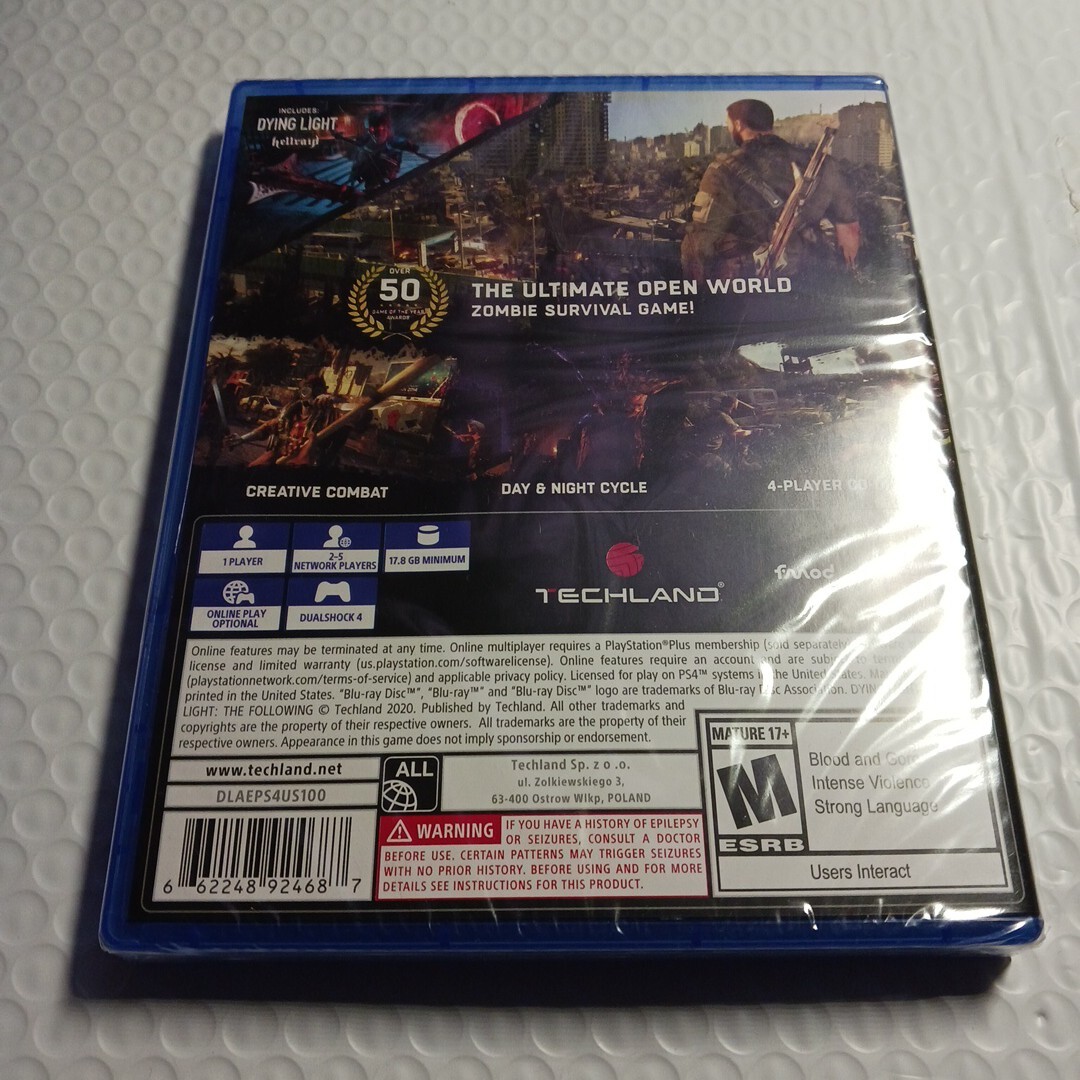 INCLUDES:
DYING LIGHT
hellraid
OVER
50
GAME OF THE YEAR
AWARDS
THE ULTIMATE OPEN WORLD
ZOMBIE SURVIVAL GAME!
CREATIVE COMBAT
DAY & NIGHT CYCLE
4-PLAYER CO
1 PLAYER
2-5
NETWORK PLAYERS
17.8 GB MINIMUM
ONLINE PLAY
OPTIONAL
DUALSHOCK 4
TECHLAND®
fmod
Online features may be terminated at any time. Online multiplayer requires a PlayStation®Plus membership (sold separately
license and limited warranty (us.playstation.com/softwarelicense). Online features require an account and are subject to
(playstationnetwork.com/terms-of-service) and applicable privacy policy. Licensed for play on PS4™ systems in the United States.
printed in the United States. "Blu-ray Disc™", "Blu-ray™" and "Blu-ray Disc™" logo are trademarks of Blu-ray Disc Association.
LIGHT: THE FOLLOWING © Techland 2020. Published by Techland. All other trademarks and
copyrights are the property of their respective owners. All trademarks are the property of their
respective owners. Appearance in this game does not imply sponsorship or endorsement.
www.techland.net
DLAEPS4US100
ALL
Techland Sp. z o .o.
ul. Zolkiewskiego 3,
63-400 Ostrow Wlkp, POLAND
WARNING IF YOU HAVE A HISTORY OF EPILEPSY
OR SEIZURES, CONSULT A DOCTOR
BEFORE USE. CERTAIN PATTERNS MAY TRIGGER SEIZURES
WITH NO PRIOR HISTORY. BEFORE USING AND FOR MORE
DETAILS SEE INSTRUCTIONS FOR THIS PRODUCT.
6 62248 92468 7
MATURE 17+
M
ESRB
Blood and Gore
Intense Violence
Strong Language
Users Interact